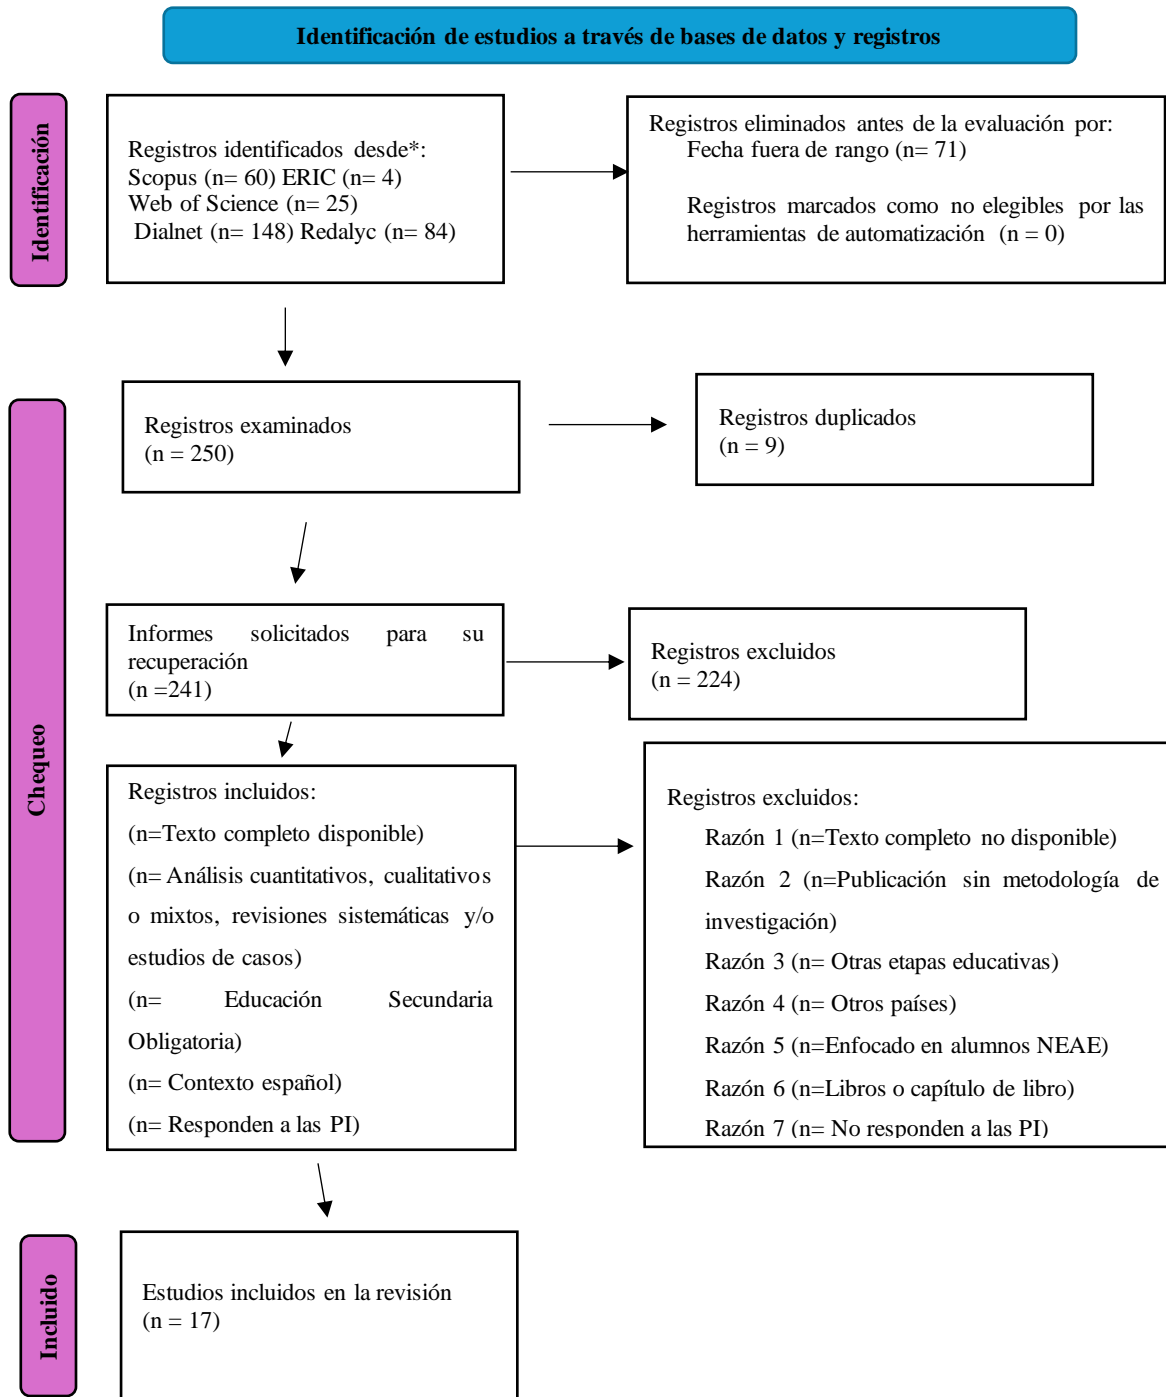 Identificación de estudios a través de bases de datos y registros
Identificación
Registros identificados desde*:
Scopus (n= 60) ERIC (n= 4)
Web of Science (n= 25)
Dialnet (n= 148) Redalyc (n= 84)
Registros eliminados antes de la evaluación por:
Fecha fuera de rango (n= 71)
Registros marcados como no elegibles por las
herramientas de automatización (n = 0)
Chequeo
Registros examinados
(n = 250)
Registros duplicados
(n = 9)
Informes solicitados para su
recuperación
(n =241)
Registros excluidos
(n = 224)
Registros incluidos:
(n=Texto completo disponible)
(n= Análisis cuantitativos, cualitativos
o mixtos, revisiones sistemáticas y/o
estudios de casos)
(n= Educación Secundaria
Obligatoria)
(n= Contexto español)
(n= Responden a las PI)
Registros excluidos:
Razón 1 (n=Texto completo no disponible)
Razón 2 (n=Publicación sin metodología de
investigación)
Razón 3 (n= Otras etapas educativas)
Razón 4 (n= Otros países)
Razón 5 (n=Enfocado en alumnos NEAE)
Razón 6 (n=Libros o capítulo de libro)
Razón 7 (n= No responden a las PI)
Incluido
Estudios incluidos en la revisión
(n = 17)